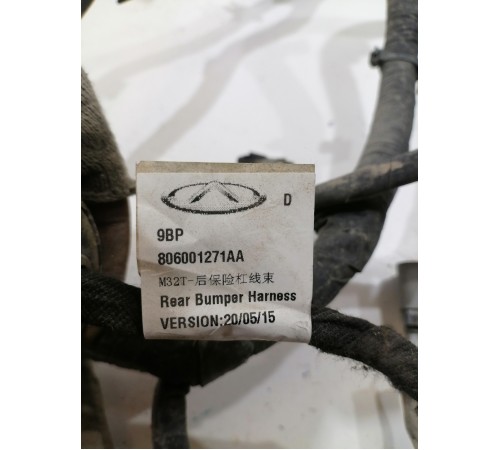 D
9BP
806001271AA
M32T-后保险杠线束
Rear Bumper Harness
VERSION:20/05/15